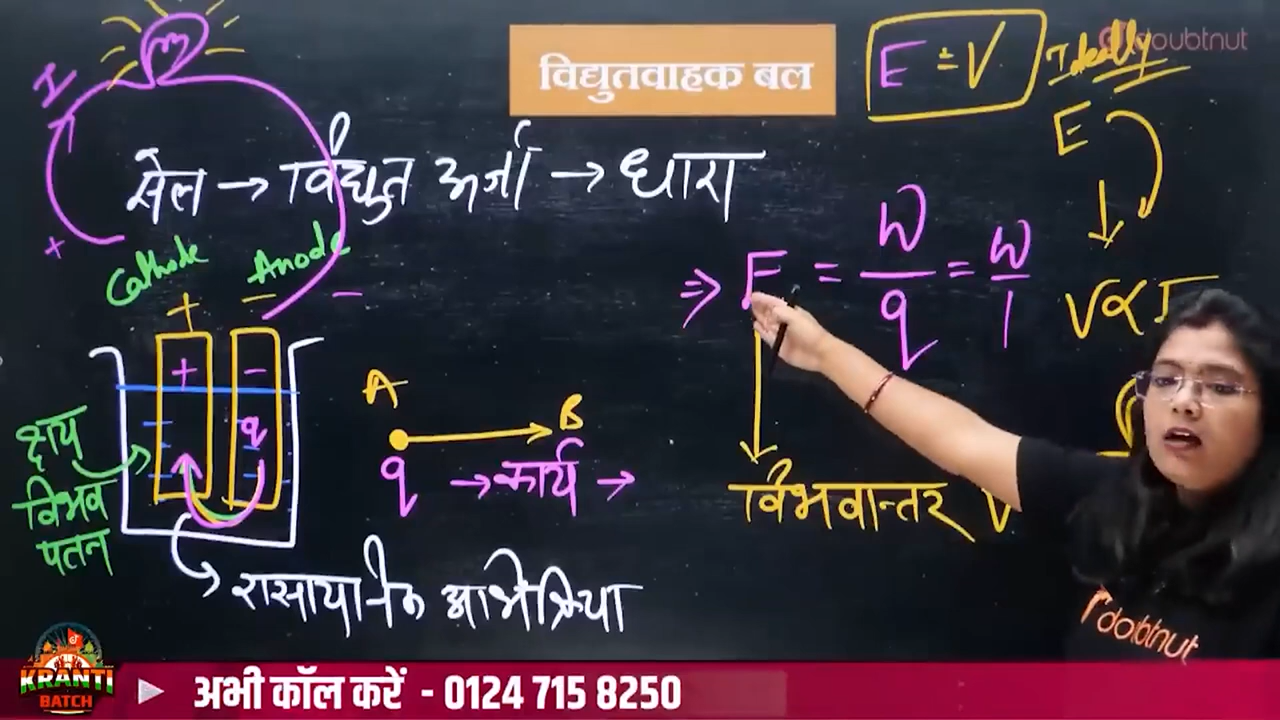 विद्युतवाहक बल
E = V
Ideally
doubtnut
I
E
सेल → विद्युत ऊर्जा → धारा
+
Cathode
Anode
+
−
−
⇒ E = W/q = W/1
V ∝
+
−
q
A
B
q → कार्य →
क्षय
विभव
पतन
विभवान्तर V
रासायनिक अभिक्रिया
doubtnut
KRANTI
BATCH
अभी कॉल करें - 0124 715 8250